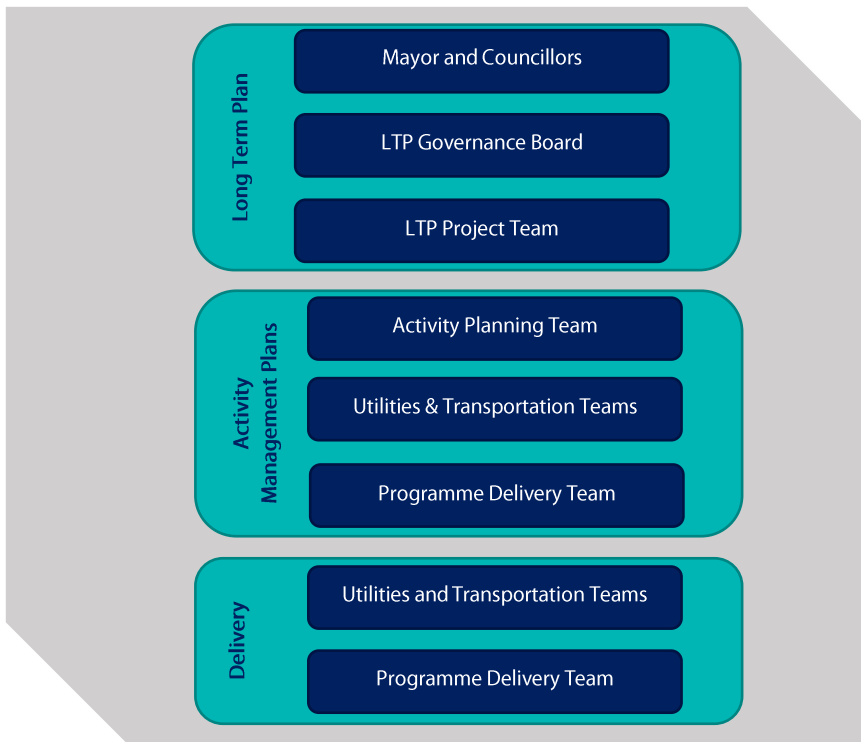 Long Term Plan
Mayor and Councillors
LTP Governance Board
LTP Project Team
Activity
Management Plans
Activity Planning Team
Utilities & Transportation Teams
Programme Delivery Team
Delivery
Utilities and Transportation Teams
Programme Delivery Team